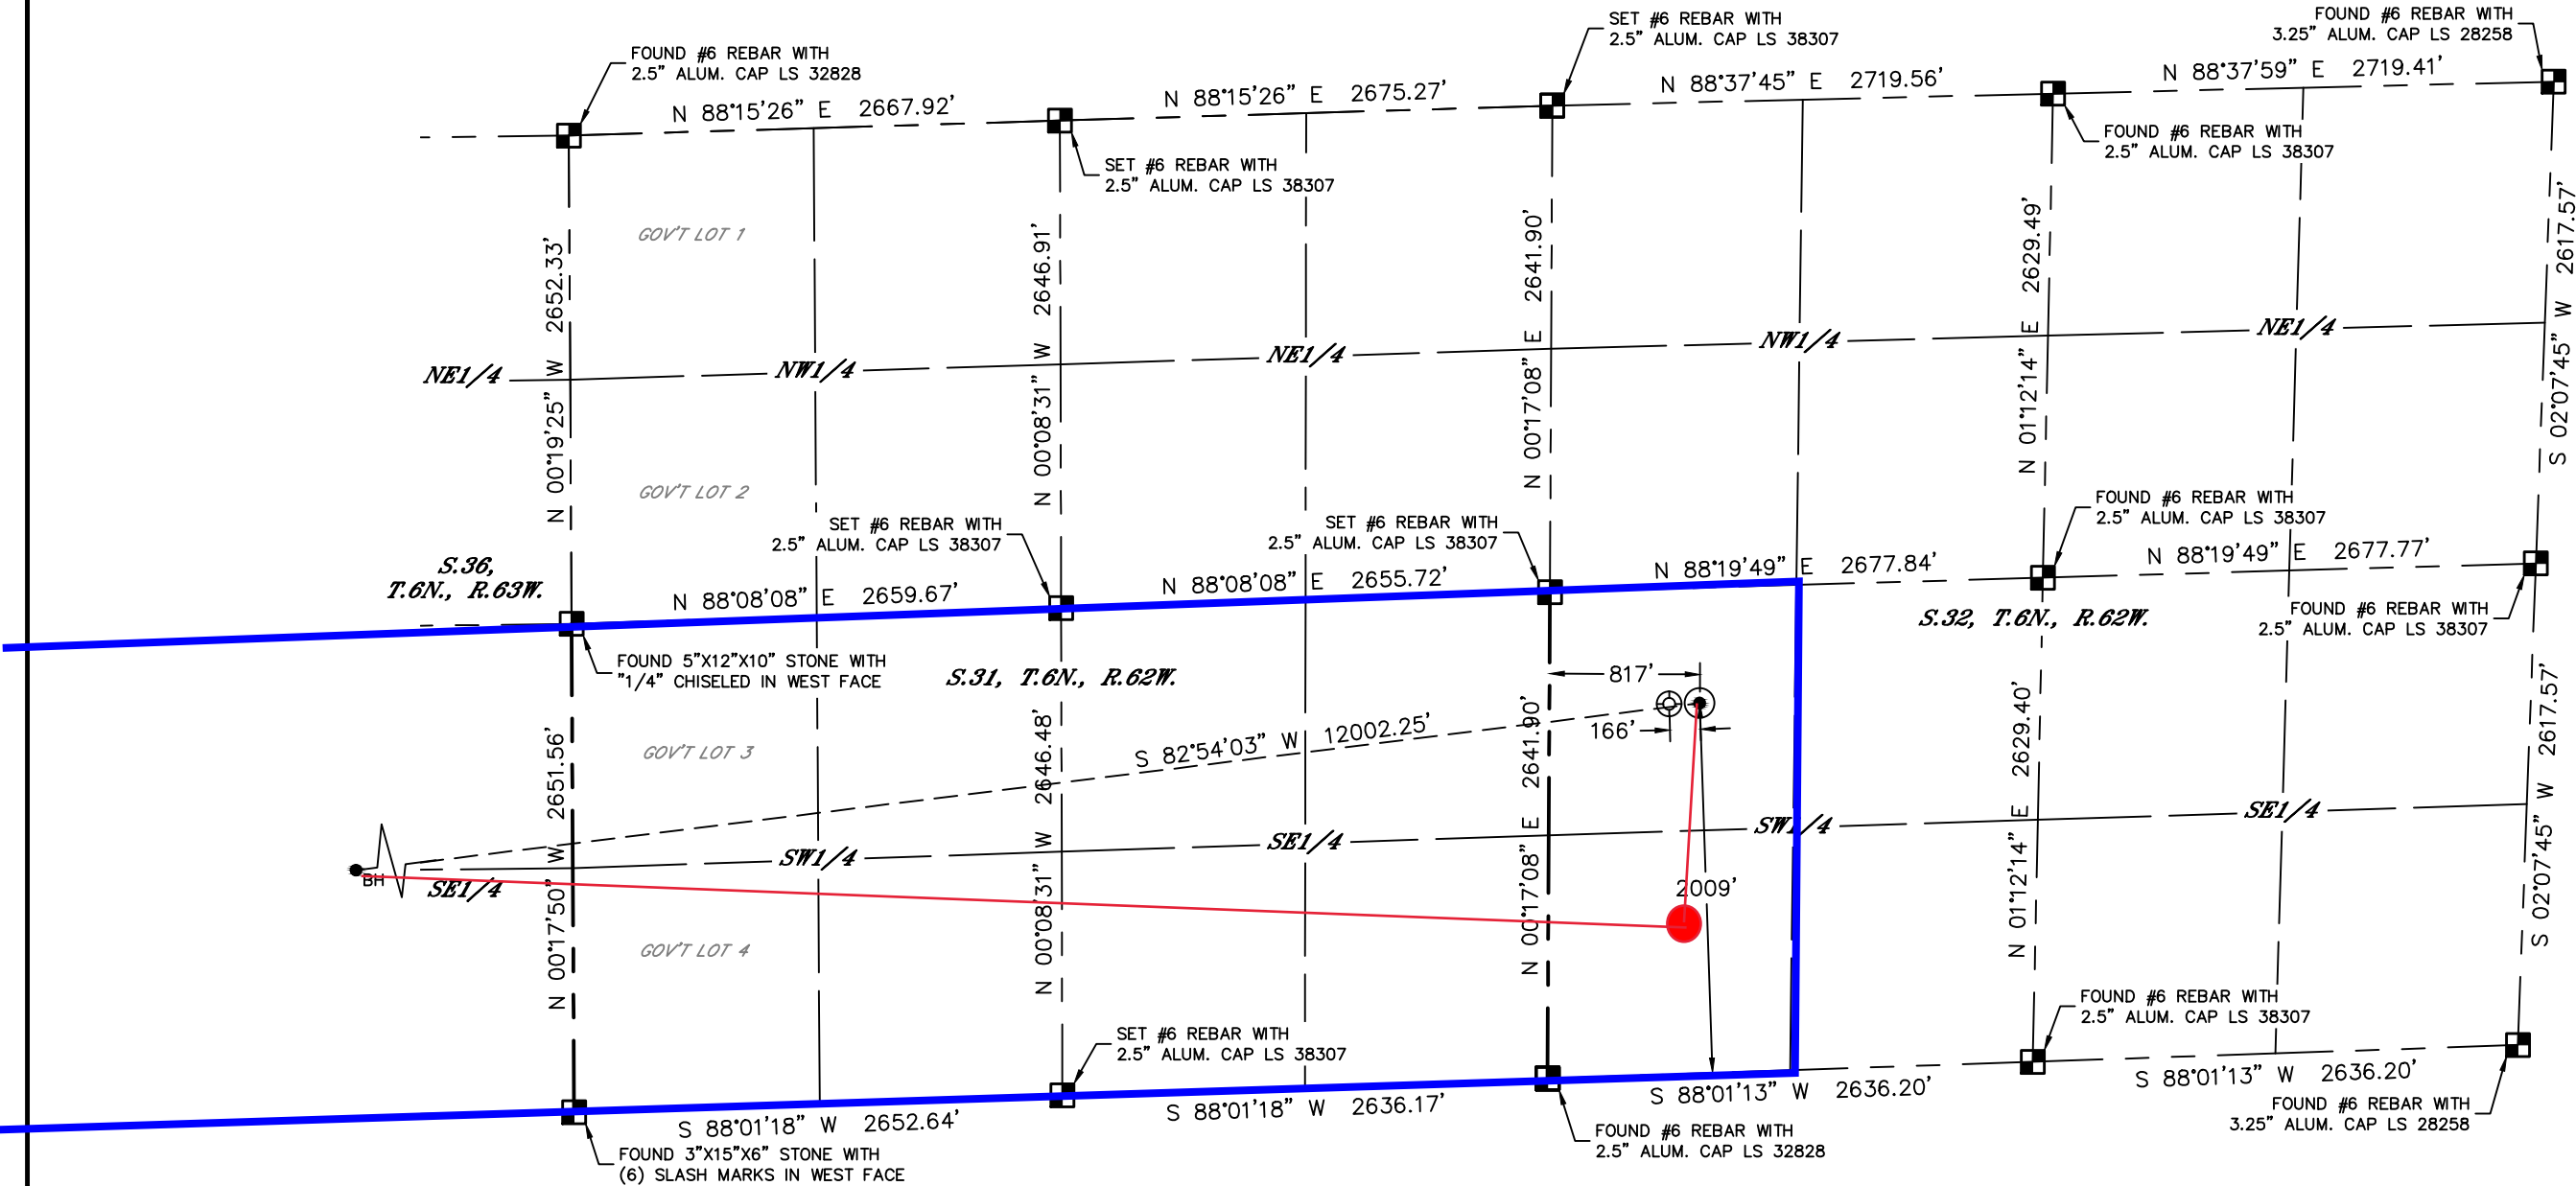 SET #6 REBAR WITH
2.5" ALUM. CAP LS 38307
FOUND #6 REBAR WITH
3.25" ALUM. CAP LS 28258
FOUND #6 REBAR WITH
2.5" ALUM. CAP LS 32828
N 88°15'26" E 2667.92'
N 88°15'26" E 2675.27'
N 88°37'45" E 2719.56'
N 88°37'59" E 2719.41'
SET #6 REBAR WITH
2.5" ALUM. CAP LS 38307
FOUND #6 REBAR WITH
2.5" ALUM. CAP LS 38307
GOV'T LOT 1
N 00°19'25" W 2652.33'
N 00°08'31" W 2646.91'
N 00°17'08" E 2641.90'
N 01°12'14" E 2629.49'
S 02°07'45" W 2617.57'
NE1/4
NW1/4
NE1/4
NW1/4
NE1/4
GOV'T LOT 2
SET #6 REBAR WITH
2.5" ALUM. CAP LS 38307
SET #6 REBAR WITH
2.5" ALUM. CAP LS 38307
FOUND #6 REBAR WITH
2.5" ALUM. CAP LS 38307
S.36,
T.6N., R.63W.
N 88°08'08" E 2659.67'
N 88°08'08" E 2655.72'
N 88°19'49" E 2677.84'
N 88°19'49" E 2677.77'
FOUND 5"X12"X10" STONE WITH
"1/4" CHISELED IN WEST FACE
S.31, T.6N., R.62W.
S.32, T.6N., R.62W.
FOUND #6 REBAR WITH
2.5" ALUM. CAP LS 38307
817'
166'
GOV'T LOT 3
S 82°54'03" W 12002.25'
N 00°17'50" W 2651.56'
N 00°08'31" W 2646.48'
N 00°17'08" E 2641.90'
N 01°12'14" E 2629.40'
S 02°07'45" W 2617.57'
BH
SE1/4
SW1/4
SE1/4
SW1/4
SE1/4
2009'
GOV'T LOT 4
SET #6 REBAR WITH
2.5" ALUM. CAP LS 38307
FOUND #6 REBAR WITH
2.5" ALUM. CAP LS 38307
S 88°01'18" W 2652.64'
S 88°01'18" W 2636.17'
S 88°01'13" W 2636.20'
S 88°01'13" W 2636.20'
FOUND 3"X15"X6" STONE WITH
(6) SLASH MARKS IN WEST FACE
FOUND #6 REBAR WITH
2.5" ALUM. CAP LS 32828
FOUND #6 REBAR WITH
3.25" ALUM. CAP LS 28258